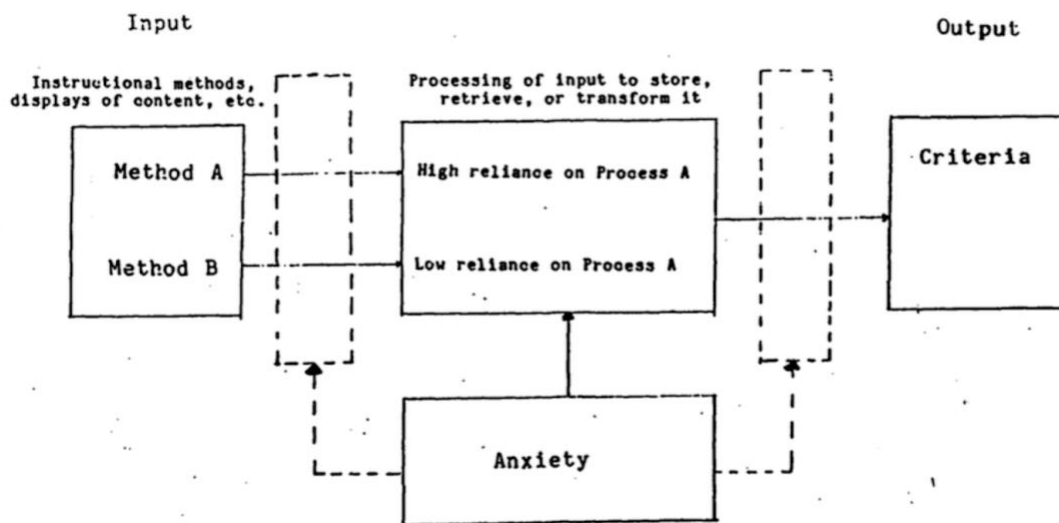 Input
Output
Instructional methods,
displays of content, etc.
Processing of input to store,
retrieve, or transform it
Method A
High reliance on Process A
Criteria
Method B
Low reliance on Process A
Anxiety